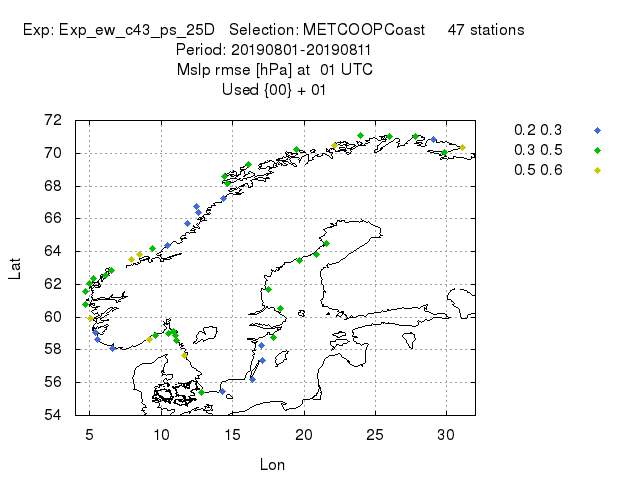 Exp: Exp_ew_c43_ps_25D Selection: METCOOPCoast 47 stations
Period: 20190801-20190811
Mslp rmse [hPa] at 01 UTC
Used {00} + 01
72
70
68
66
64
62
60
58
56
54
Lat
5 10 15 20 25 30
Lon
0.2 0.3
0.3 0.5
0.5 0.6